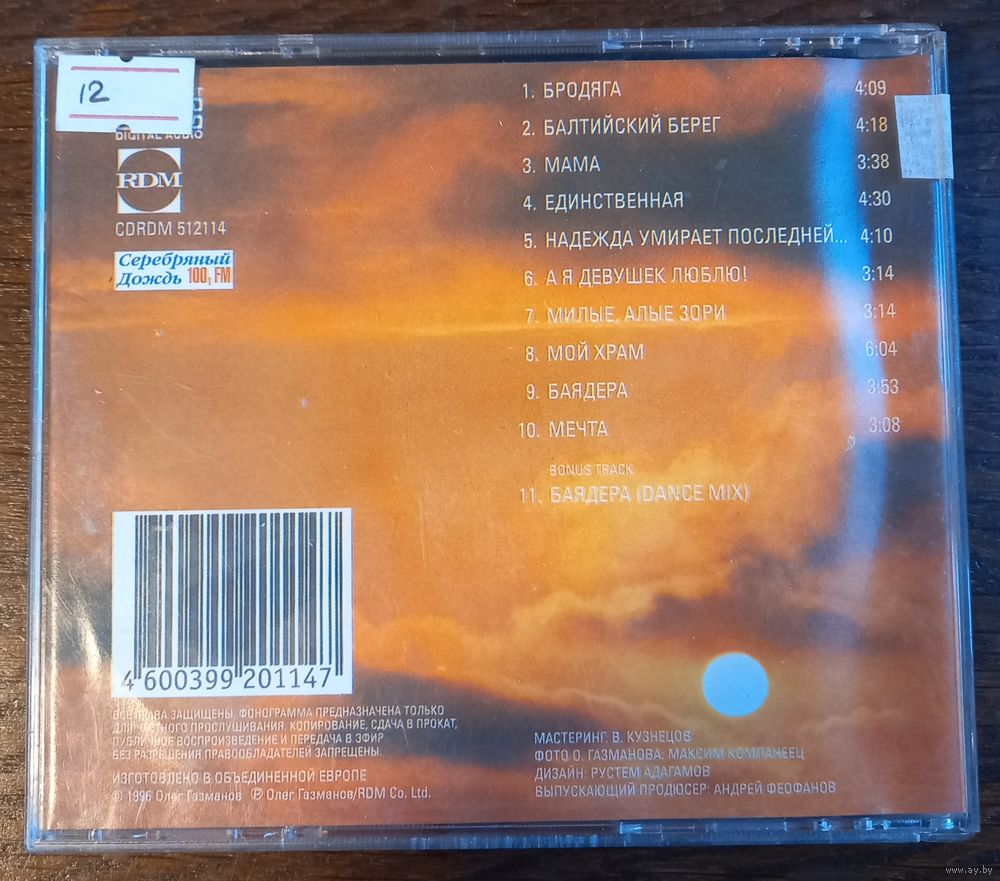 12
DIGITAL AUDIO
RDM
CDRDM 512114
Серебряный
Дождь 100,1 FM
1. БРОДЯГА 4:09
2. БАЛТИЙСКИЙ БЕРЕГ 4:18
3. МАМА 3:38
4. ЕДИНСТВЕННАЯ 4:30
5. НАДЕЖДА УМИРАЕТ ПОСЛЕДНЕЙ... 4:10
6. А Я ДЕВУШЕК ЛЮБЛЮ! 3:14
7. МИЛЫЕ, АЛЫЕ ЗОРИ 3:14
8. МОЙ ХРАМ 6:04
9. БАЯДЕРА 3:53
10. МЕЧТА 3:08
BONUS TRACK
11. БАЯДЕРА (DANCE MIX)
4 600399 201147
ВСЕ ПРАВА ЗАЩИЩЕНЫ. ФОНОГРАММА ПРЕДНАЗНАЧЕНА ТОЛЬКО
ДЛЯ ЧАСТНОГО ПРОСЛУШИВАНИЯ. КОПИРОВАНИЕ, СДАЧА В ПРОКАТ,
ПУБЛИЧНОЕ ВОСПРОИЗВЕДЕНИЕ И ПЕРЕДАЧА В ЭФИР
БЕЗ РАЗРЕШЕНИЯ ПРАВООБЛАДАТЕЛЕЙ ЗАПРЕЩЕНЫ.
ИЗГОТОВЛЕНО В ОБЪЕДИНЕННОЙ ЕВРОПЕ
© 1996 Олег Газманов ℗ Олег Газманов/RDM Co. Ltd.
МАСТЕРИНГ: В. КУЗНЕЦОВ
ФОТО О. ГАЗМАНОВА: МАКСИМ КОМПАНЕЕЦ
ДИЗАЙН: РУСТЕМ АДАГАМОВ
ВЫПУСКАЮЩИЙ ПРОДЮСЕР: АНДРЕЙ ФЕОФАНОВ
www.ay.by